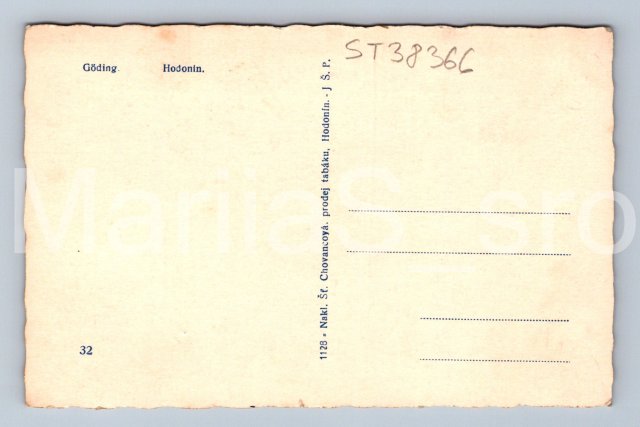 Göding. Hodonín.
ST38366
1128 • Nakl. Šť. Chovancová, prodej tabáku, Hodonín. - J Š. P.
32
MariiaS_sro